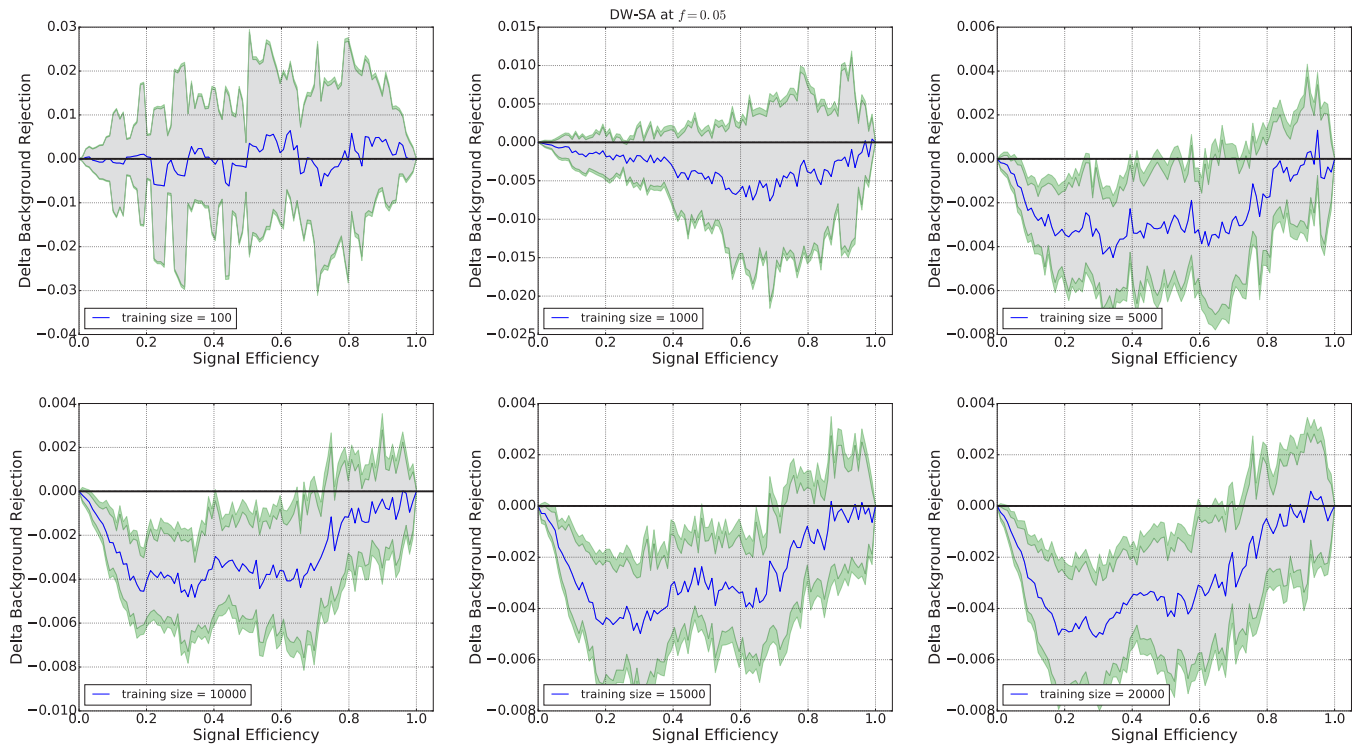 DW-SA at f = 0.05
0.03
0.02
0.01
0.00
−0.01
−0.02
−0.03
−0.04
Delta Background Rejection
training size = 100
0.0 0.2 0.4 0.6 0.8 1.0
Signal Efficiency
0.015
0.010
0.005
0.000
−0.005
−0.010
−0.015
−0.020
−0.025
Delta Background Rejection
training size = 1000
0.0 0.2 0.4 0.6 0.8 1.0
Signal Efficiency
0.006
0.004
0.002
0.000
−0.002
−0.004
−0.006
−0.008
Delta Background Rejection
training size = 5000
0.0 0.2 0.4 0.6 0.8 1.0
Signal Efficiency
0.004
0.002
0.000
−0.002
−0.004
−0.006
−0.008
−0.010
Delta Background Rejection
training size = 10000
0.0 0.2 0.4 0.6 0.8 1.0
Signal Efficiency
0.004
0.002
0.000
−0.002
−0.004
−0.006
−0.008
Delta Background Rejection
training size = 15000
0.0 0.2 0.4 0.6 0.8 1.0
Signal Efficiency
0.004
0.002
0.000
−0.002
−0.004
−0.006
−0.008
Delta Background Rejection
training size = 20000
0.0 0.2 0.4 0.6 0.8 1.0
Signal Efficiency